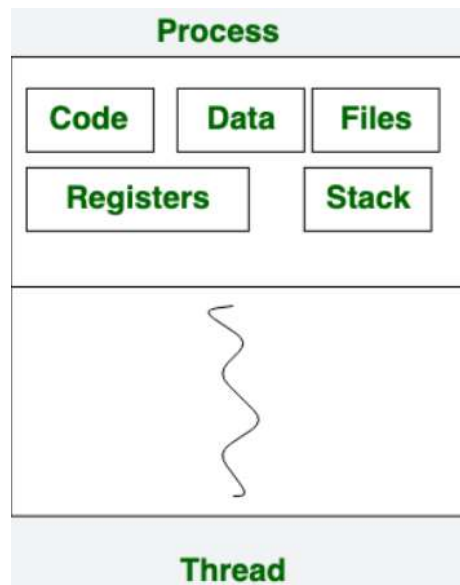 Process
Code Data Files
Registers Stack
Thread